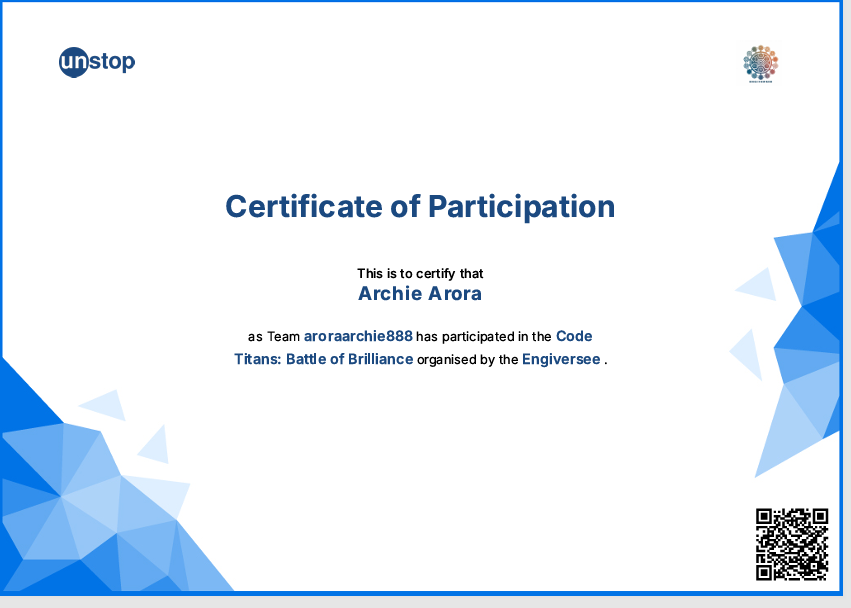 unstop
Certificate of Participation
This is to certify that
Archie Arora
as Team aroraarchie888 has participated in the Code
Titans: Battle of Brilliance organised by the Engiversee .